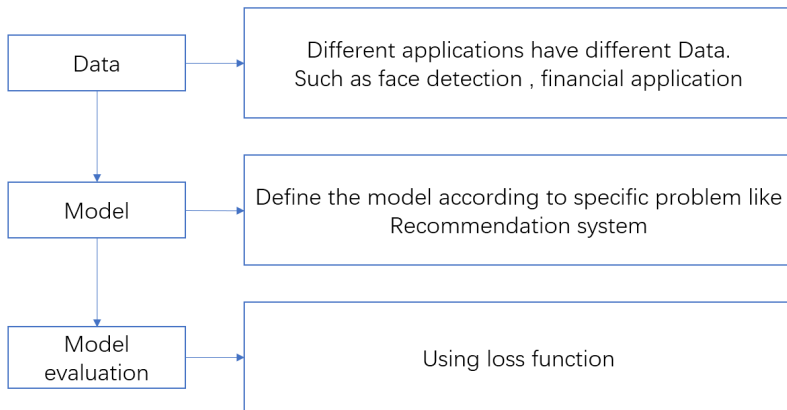 Data
Different applications have different Data.
Such as face detection , financial application
Model
Define the model according to specific problem like
Recommendation system
Model
evaluation
Using loss function